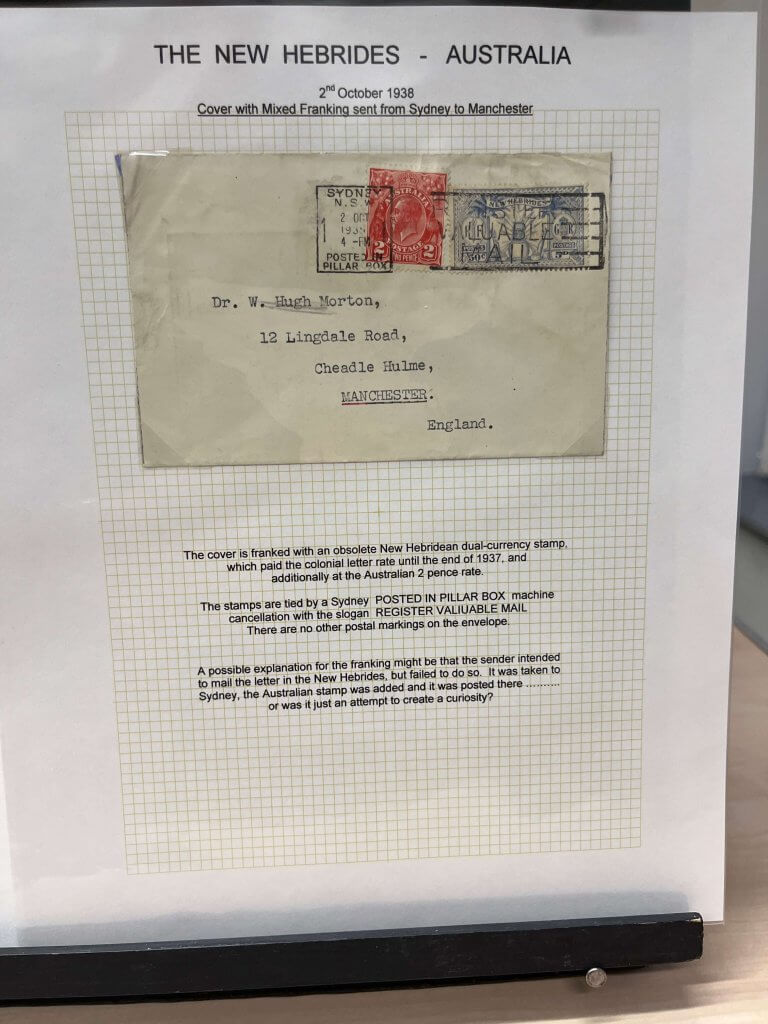 THE NEW HEBRIDES - AUSTRALIA
2nd October 1938
Cover with Mixed Franking sent from Sydney to Manchester
SYDNEY
N.S.W
2 OCT
1938
4 -PM
POSTED IN
PILLAR BOX
AUSTRALIA
POSTAGE
2 2
TWO PENCE
NEW HEBRIDES
R.F. G R
50c 5D
Dr. W. Hugh Morton,
12 Lingdale Road,
Cheadle Hulme,
MANCHESTER.
England.
The cover is franked with an obsolete New Hebridean dual-currency stamp,
which paid the colonial letter rate until the end of 1937, and
additionally at the Australian 2 pence rate.
The stamps are tied by a Sydney POSTED IN PILLAR BOX machine
cancellation with the slogan REGISTER VALIUABLE MAIL
There are no other postal markings on the envelope.
A possible explanation for the franking might be that the sender intended
to mail the letter in the New Hebrides, but failed to do so. It was taken to
Sydney, the Australian stamp was added and it was posted there ..........
or was it just an attempt to create a curiosity?